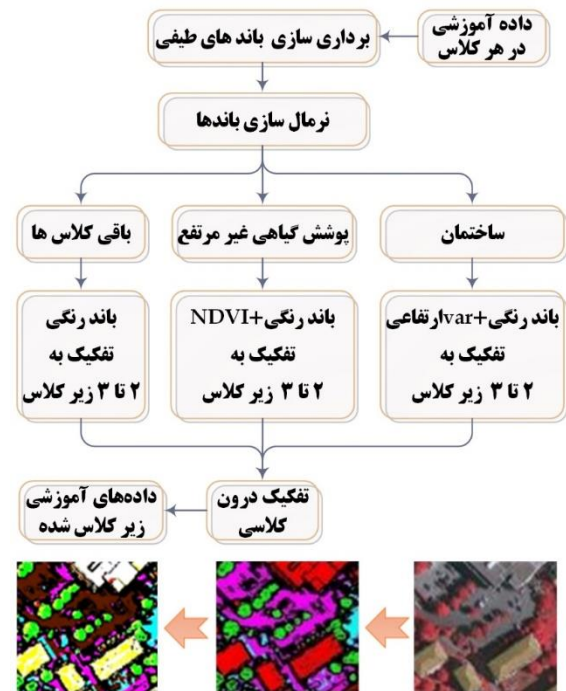 داده آموزشی
در هر کلاس
برداری سازی باند های طیفی
نرمال سازی باندها
ساختمان
پوشش گیاهی غیر مرتفع
باقی کلاس ها
باند رنگی+varارتفاعی
تفکیک به
۲ تا ۳ زیر کلاس
باند رنگی+NDVI
تفکیک به
۲ تا ۳ زیر کلاس
باند رنگی
تفکیک به
۲ تا ۳ زیر کلاس
تفکیک درون
کلاسی
داده‌های آموزشی
زیر کلاس شده